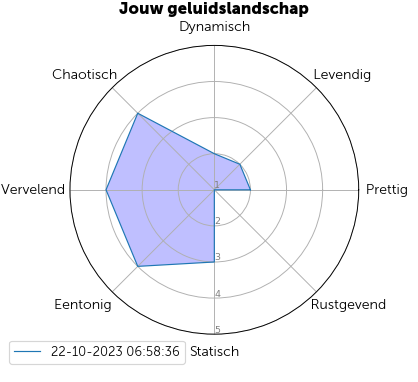 Jouw geluidslandschap
Dynamisch
Chaotisch
Levendig
Vervelend
1
Prettig
2
3
Eentonig
4
Rustgevend
5
22-10-2023 06:58:36
Statisch